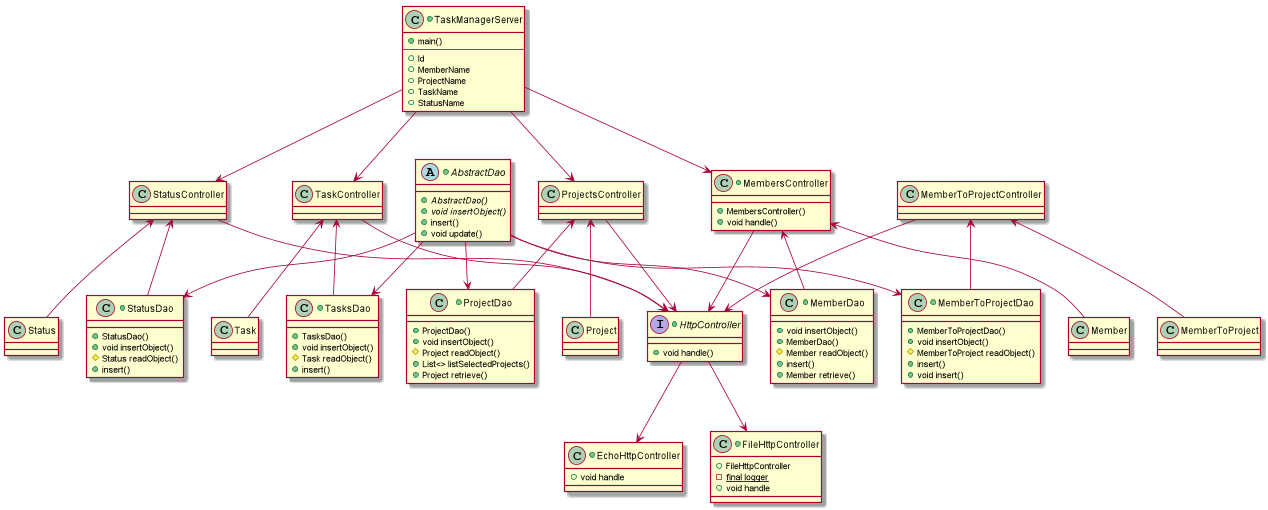 C TaskManagerServer
main()
Id
MemberName
ProjectName
TaskName
StatusName
C StatusController
C TaskController
A AbstractDao
AbstractDao()
void insertObject()
insert()
void update()
C ProjectsController
C MembersController
MembersController()
void handle()
C MemberToProjectController
C Status
C StatusDao
StatusDao()
void insertObject()
Status readObject()
insert()
C Task
C TasksDao
TasksDao()
void insertObject()
Task readObject()
insert()
C ProjectDao
ProjectDao()
void insertObject()
Project readObject()
List<> listSelectedProjects()
Project retrieve()
C Project
I HttpController
void handle()
C MemberDao
void insertObject()
MemberDao()
Member readObject()
insert()
Member retrieve()
C MemberToProjectDao
MemberToProjectDao()
void insertObject()
MemberToProject readObject()
insert()
void insert()
C Member
C MemberToProject
C EchoHttpController
void handle
C FileHttpController
FileHttpController
final logger
void handle